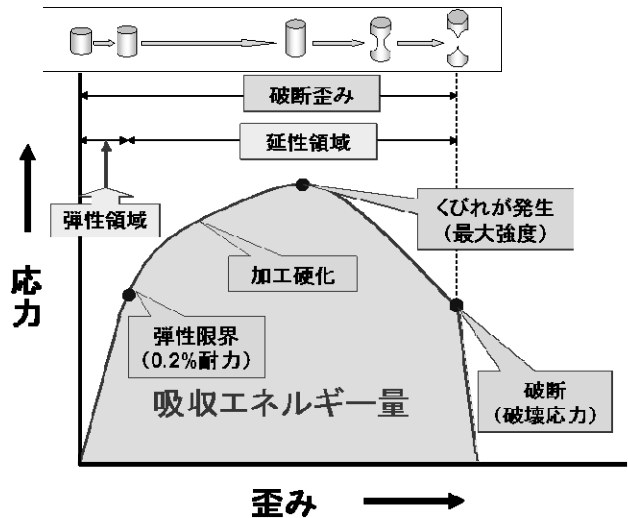 破断歪み
延性領域
弾性領域
くびれが発生
（最大強度）
加工硬化
応力
弾性限界
（0.2%耐力）
吸収エネルギー量
破断
（破壊応力）
歪み